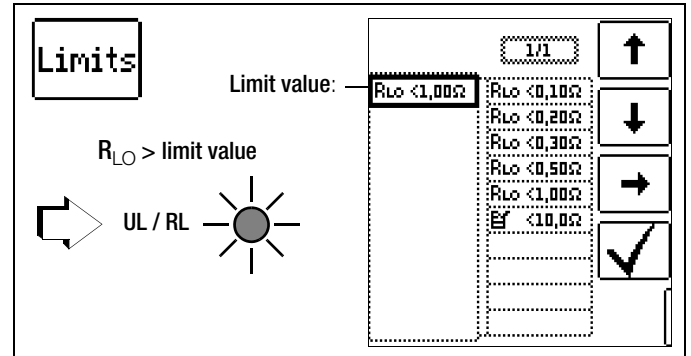 Limits
Limit value:
R_LO > limit value
UL / RL
1/1
RLO <1,00Ω
RLO <0,10Ω
RLO <0,20Ω
RLO <0,30Ω
RLO <0,50Ω
RLO <1,00Ω
<10,0Ω